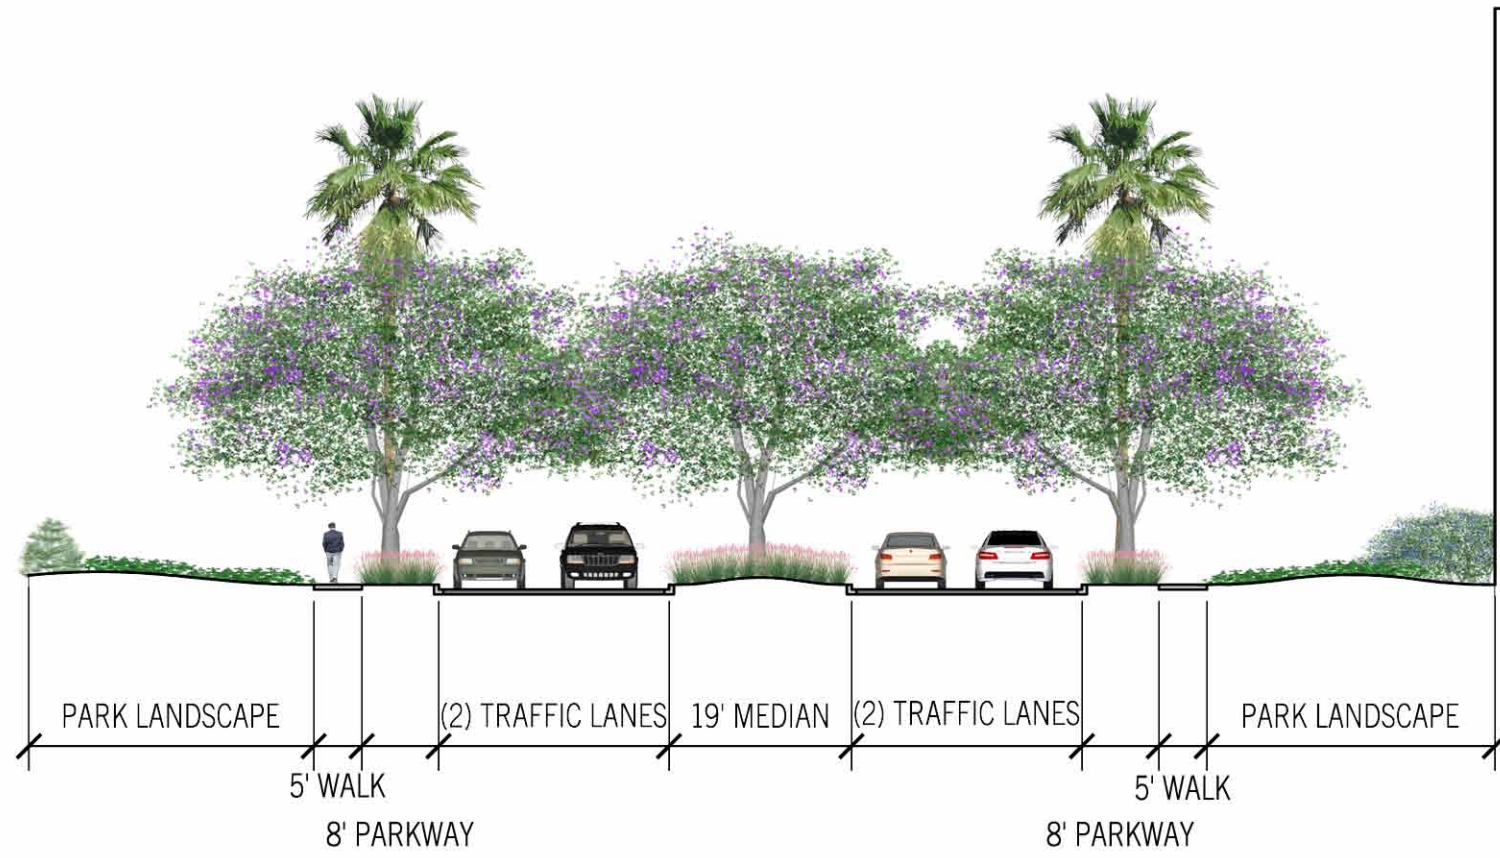 PARK LANDSCAPE
(2) TRAFFIC LANES
19' MEDIAN
(2) TRAFFIC LANES
PARK LANDSCAPE
5' WALK
5' WALK
8' PARKWAY
8' PARKWAY